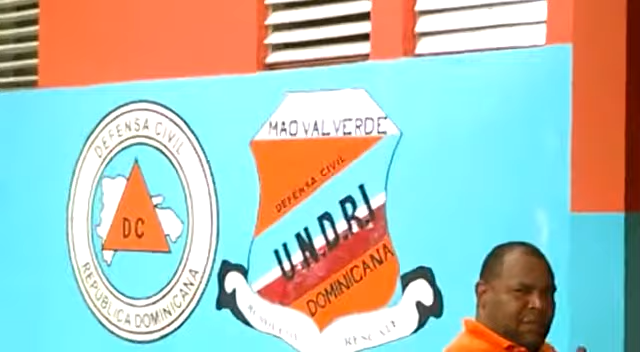 DEFENSA CIVIL
DC
REPUBLICA DOMINICANA
MAO VALVERDE
DEFENSA CIVIL
U.N.D.R.I
DOMINICANA
RESCATE